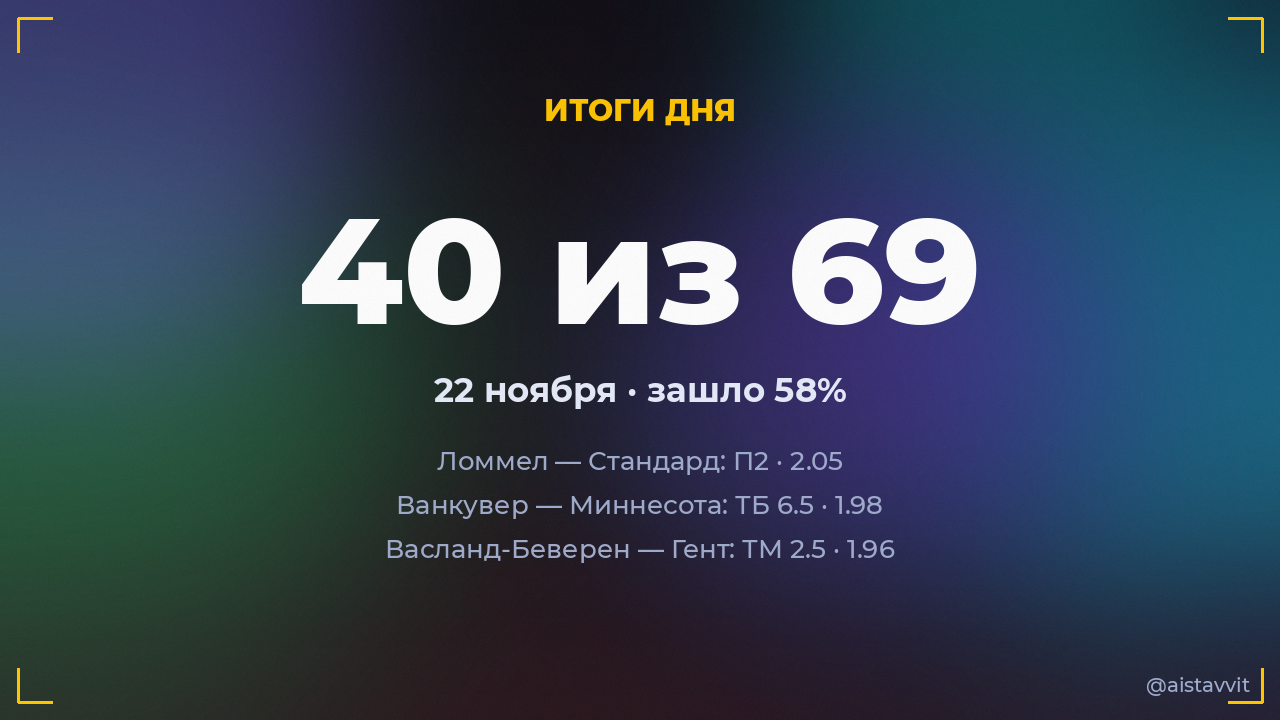 ИТОГИ ДНЯ
40 из 69
22 ноября · зашло 58%
Ломмел — Стандард: П2 · 2.05
Ванкувер — Миннесота: ТБ 6.5 · 1.98
Васланд-Беверен — Гент: ТМ 2.5 · 1.96
@aistavvit